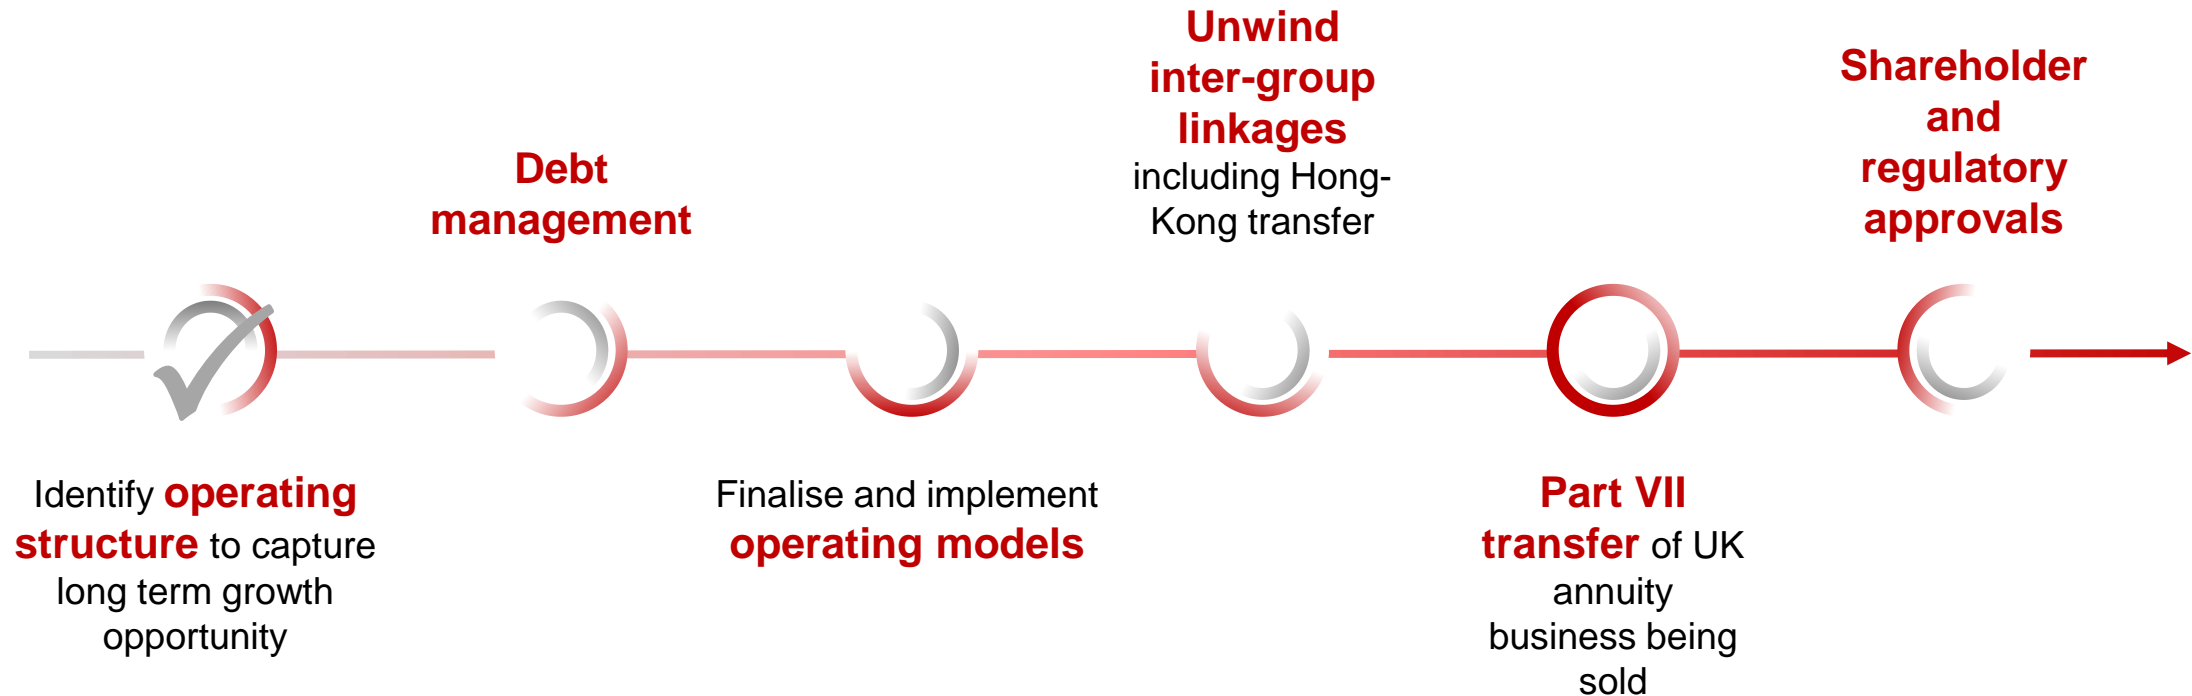 Identify operating
structure to capture
long term growth
opportunity
Debt
management
Finalise and implement
operating models
Unwind
inter-group
linkages
including Hong-
Kong transfer
Part VII
transfer of UK
annuity
business being
sold
Shareholder
and
regulatory
approvals